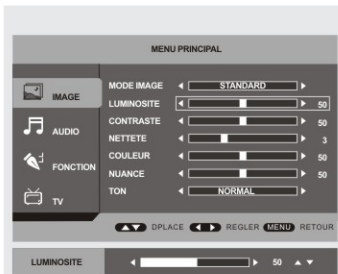 MENU PRINCIPAL
IMAGE
AUDIO
FONCTION
TV
MODE IMAGE STANDARD
LUMINOSITE 50
CONTRASTE 50
NETTETE 3
COULEUR 50
NUANCE 50
TON NORMAL
DPLACE REGLER MENU RETOUR
LUMINOSITE 50